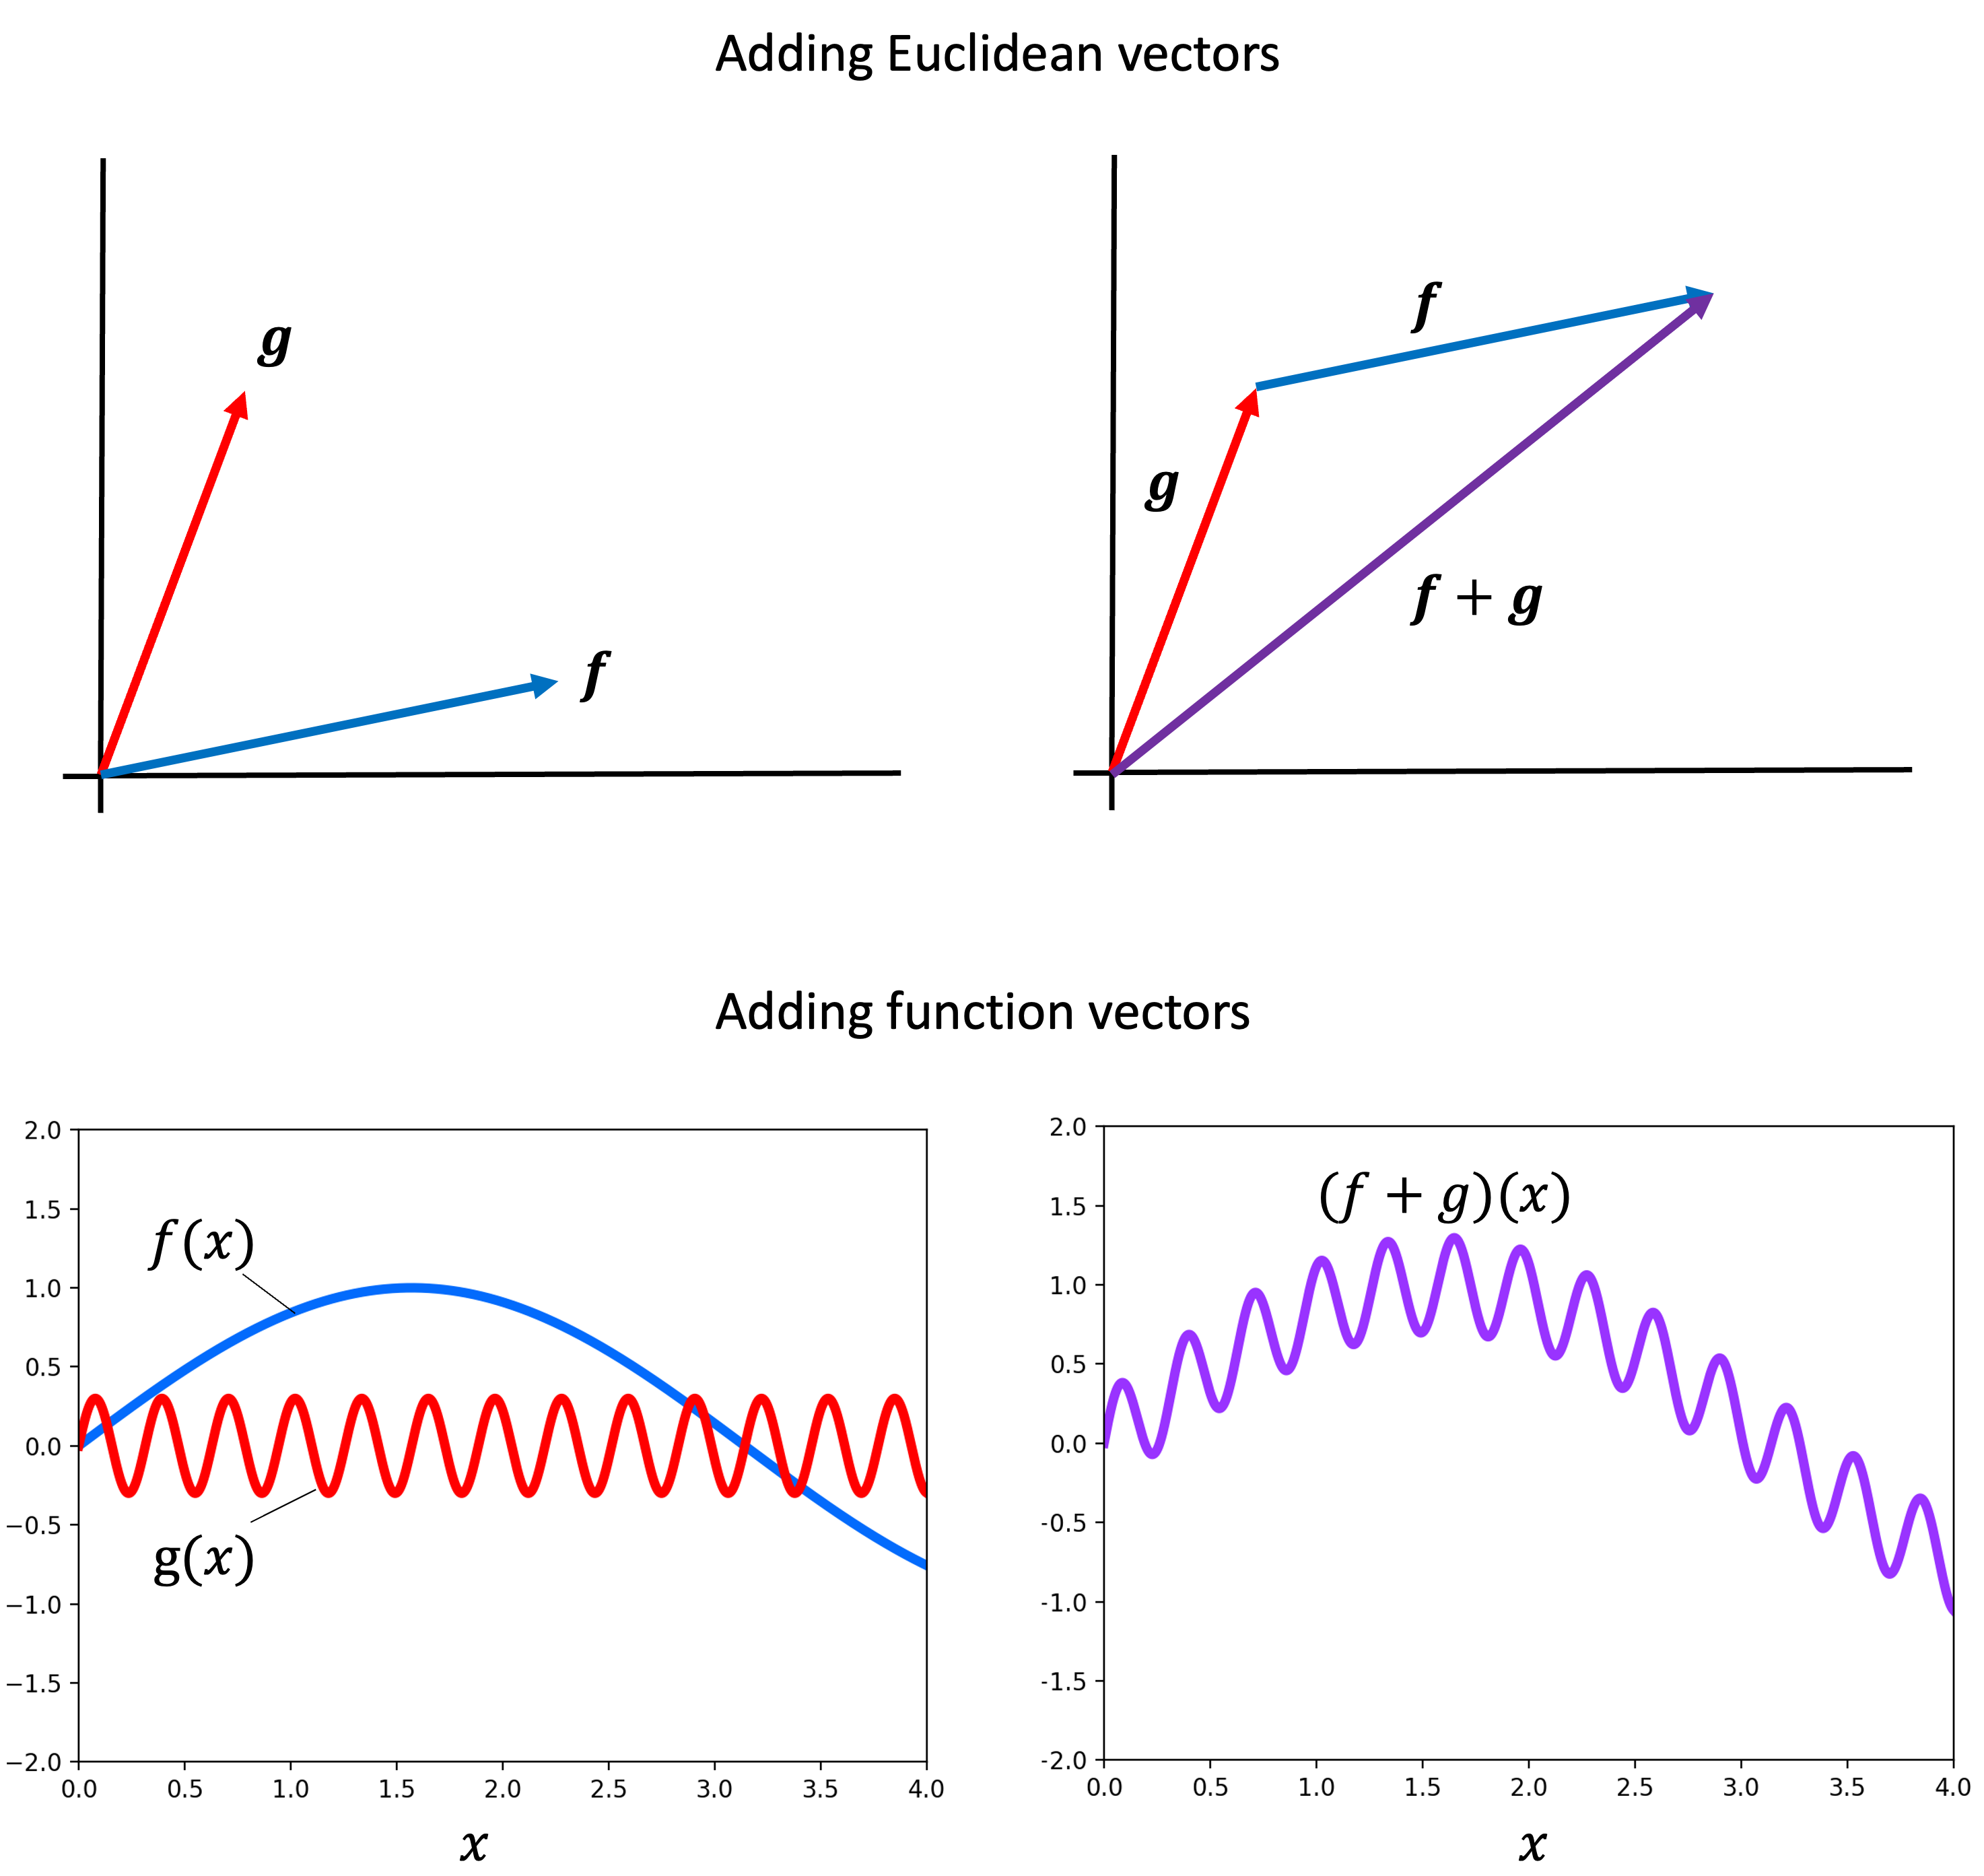 Adding Euclidean vectors
g
f
f
g
f + g
Adding function vectors
2.0
1.5
1.0
0.5
0.0
−0.5
−1.0
−1.5
−2.0
f(x)
g(x)
0.0 0.5 1.0 1.5 2.0 2.5 3.0 3.5 4.0
x
2.0
1.5
1.0
0.5
0.0
-0.5
-1.0
-1.5
-2.0
(f + g)(x)
0.0 0.5 1.0 1.5 2.0 2.5 3.0 3.5 4.0
x